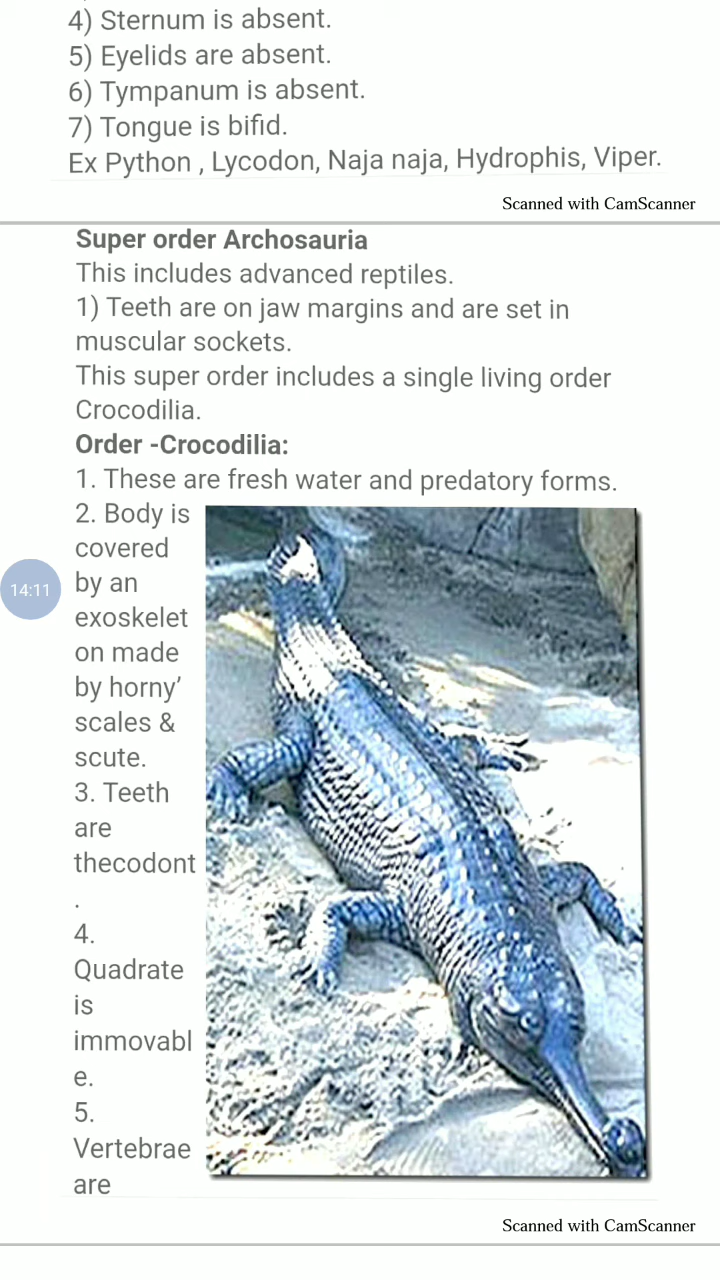 4) Sternum is absent.
5) Eyelids are absent.
6) Tympanum is absent.
7) Tongue is bifid.
Ex Python , Lycodon, Naja naja, Hydrophis, Viper.
Scanned with CamScanner
Super order Archosauria
This includes advanced reptiles.
1) Teeth are on jaw margins and are set in
muscular sockets.
This super order includes a single living order
Crocodilia.
Order -Crocodilia:
1. These are fresh water and predatory forms.
2. Body is
covered
by an
exoskelet
on made
by horny’
scales &
scute.
3. Teeth
are
thecodont
.
4.
Quadrate
is
immovabl
e.
5.
Vertebrae
are
14:11
Scanned with CamScanner